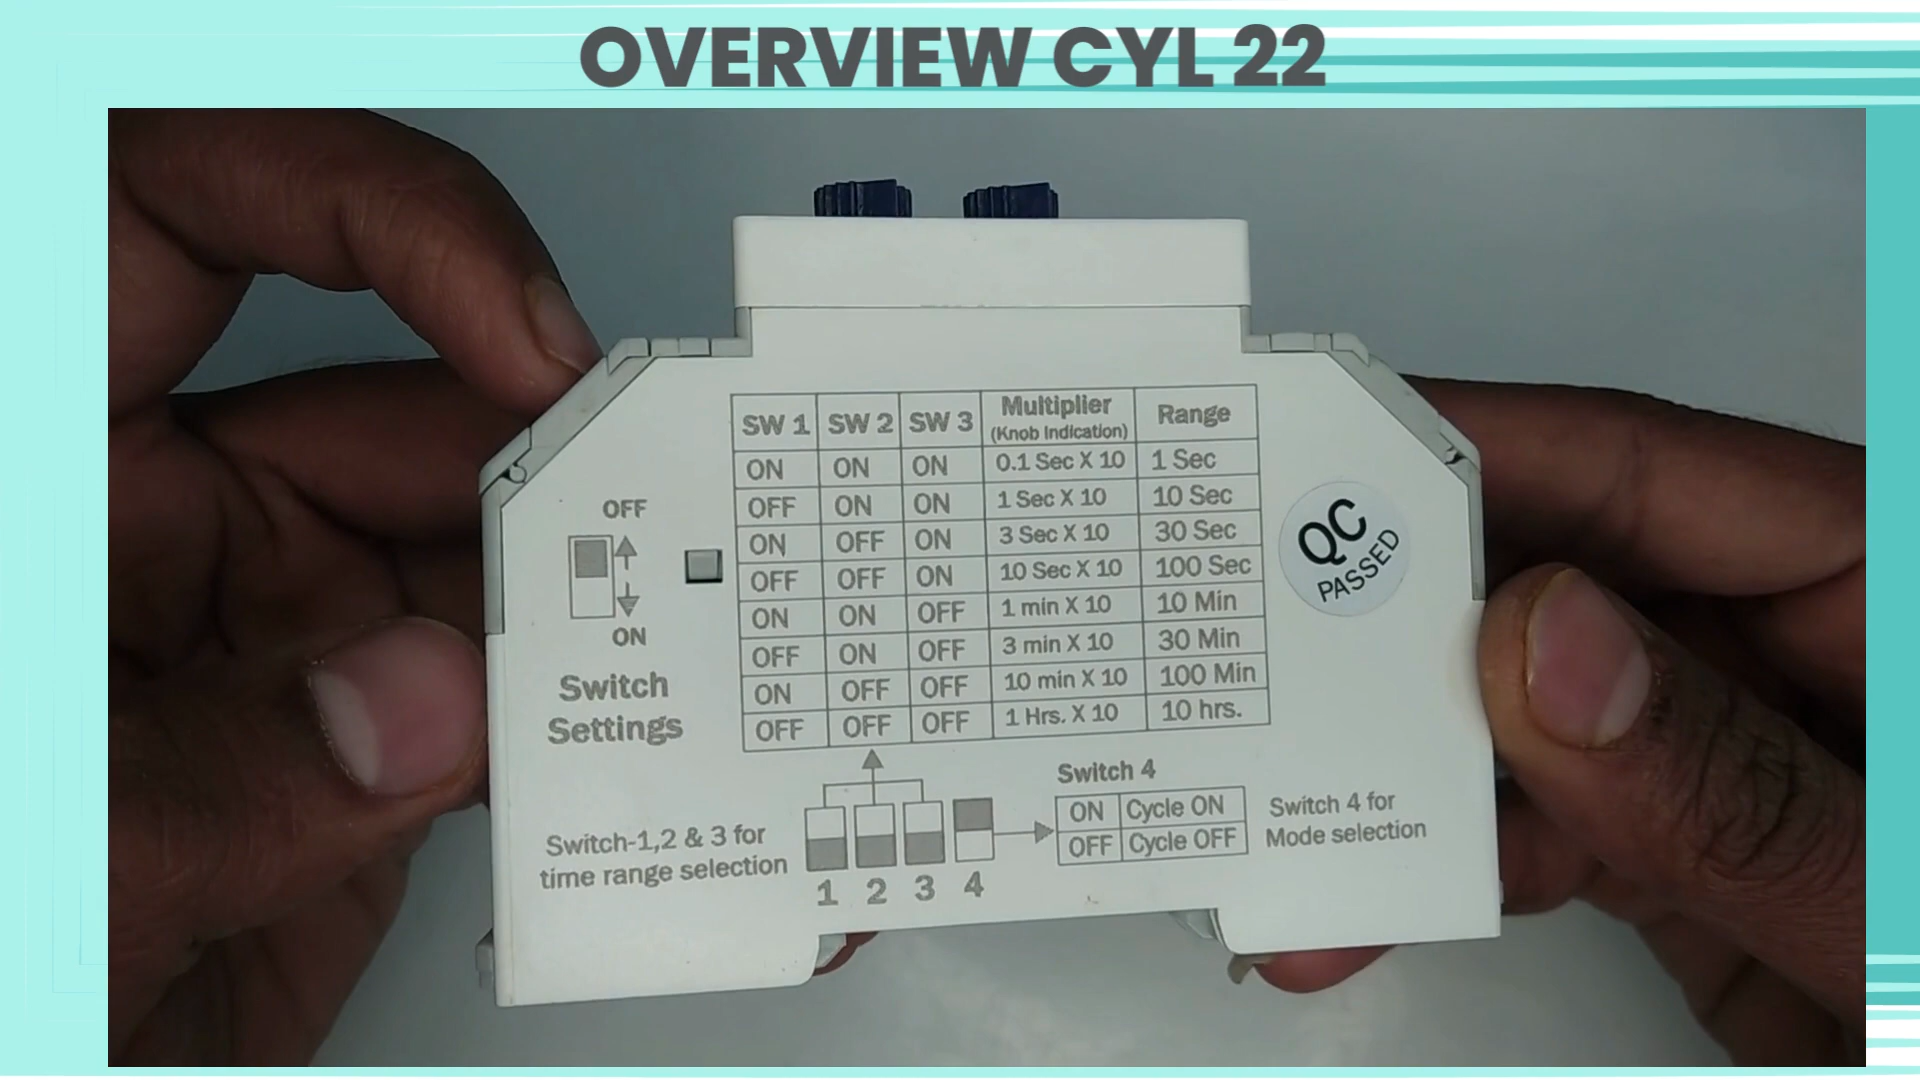 OVERVIEW CYL 22
SW 1 SW 2 SW 3 Multiplier (Knob Indication) Range
ON ON ON 0.1 Sec X 10 1 Sec
OFF ON ON 1 Sec X 10 10 Sec
ON OFF ON 3 Sec X 10 30 Sec
OFF OFF ON 10 Sec X 10 100 Sec
ON ON OFF 1 min X 10 10 Min
OFF ON OFF 3 min X 10 30 Min
ON OFF OFF 10 min X 10 100 Min
OFF OFF OFF 1 Hrs. X 10 10 hrs.
OFF
ON
Switch
Settings
QC
PASSED
Switch-1,2 & 3 for
time range selection
1 2 3 4
Switch 4
ON Cycle ON
OFF Cycle OFF
Switch 4 for
Mode selection